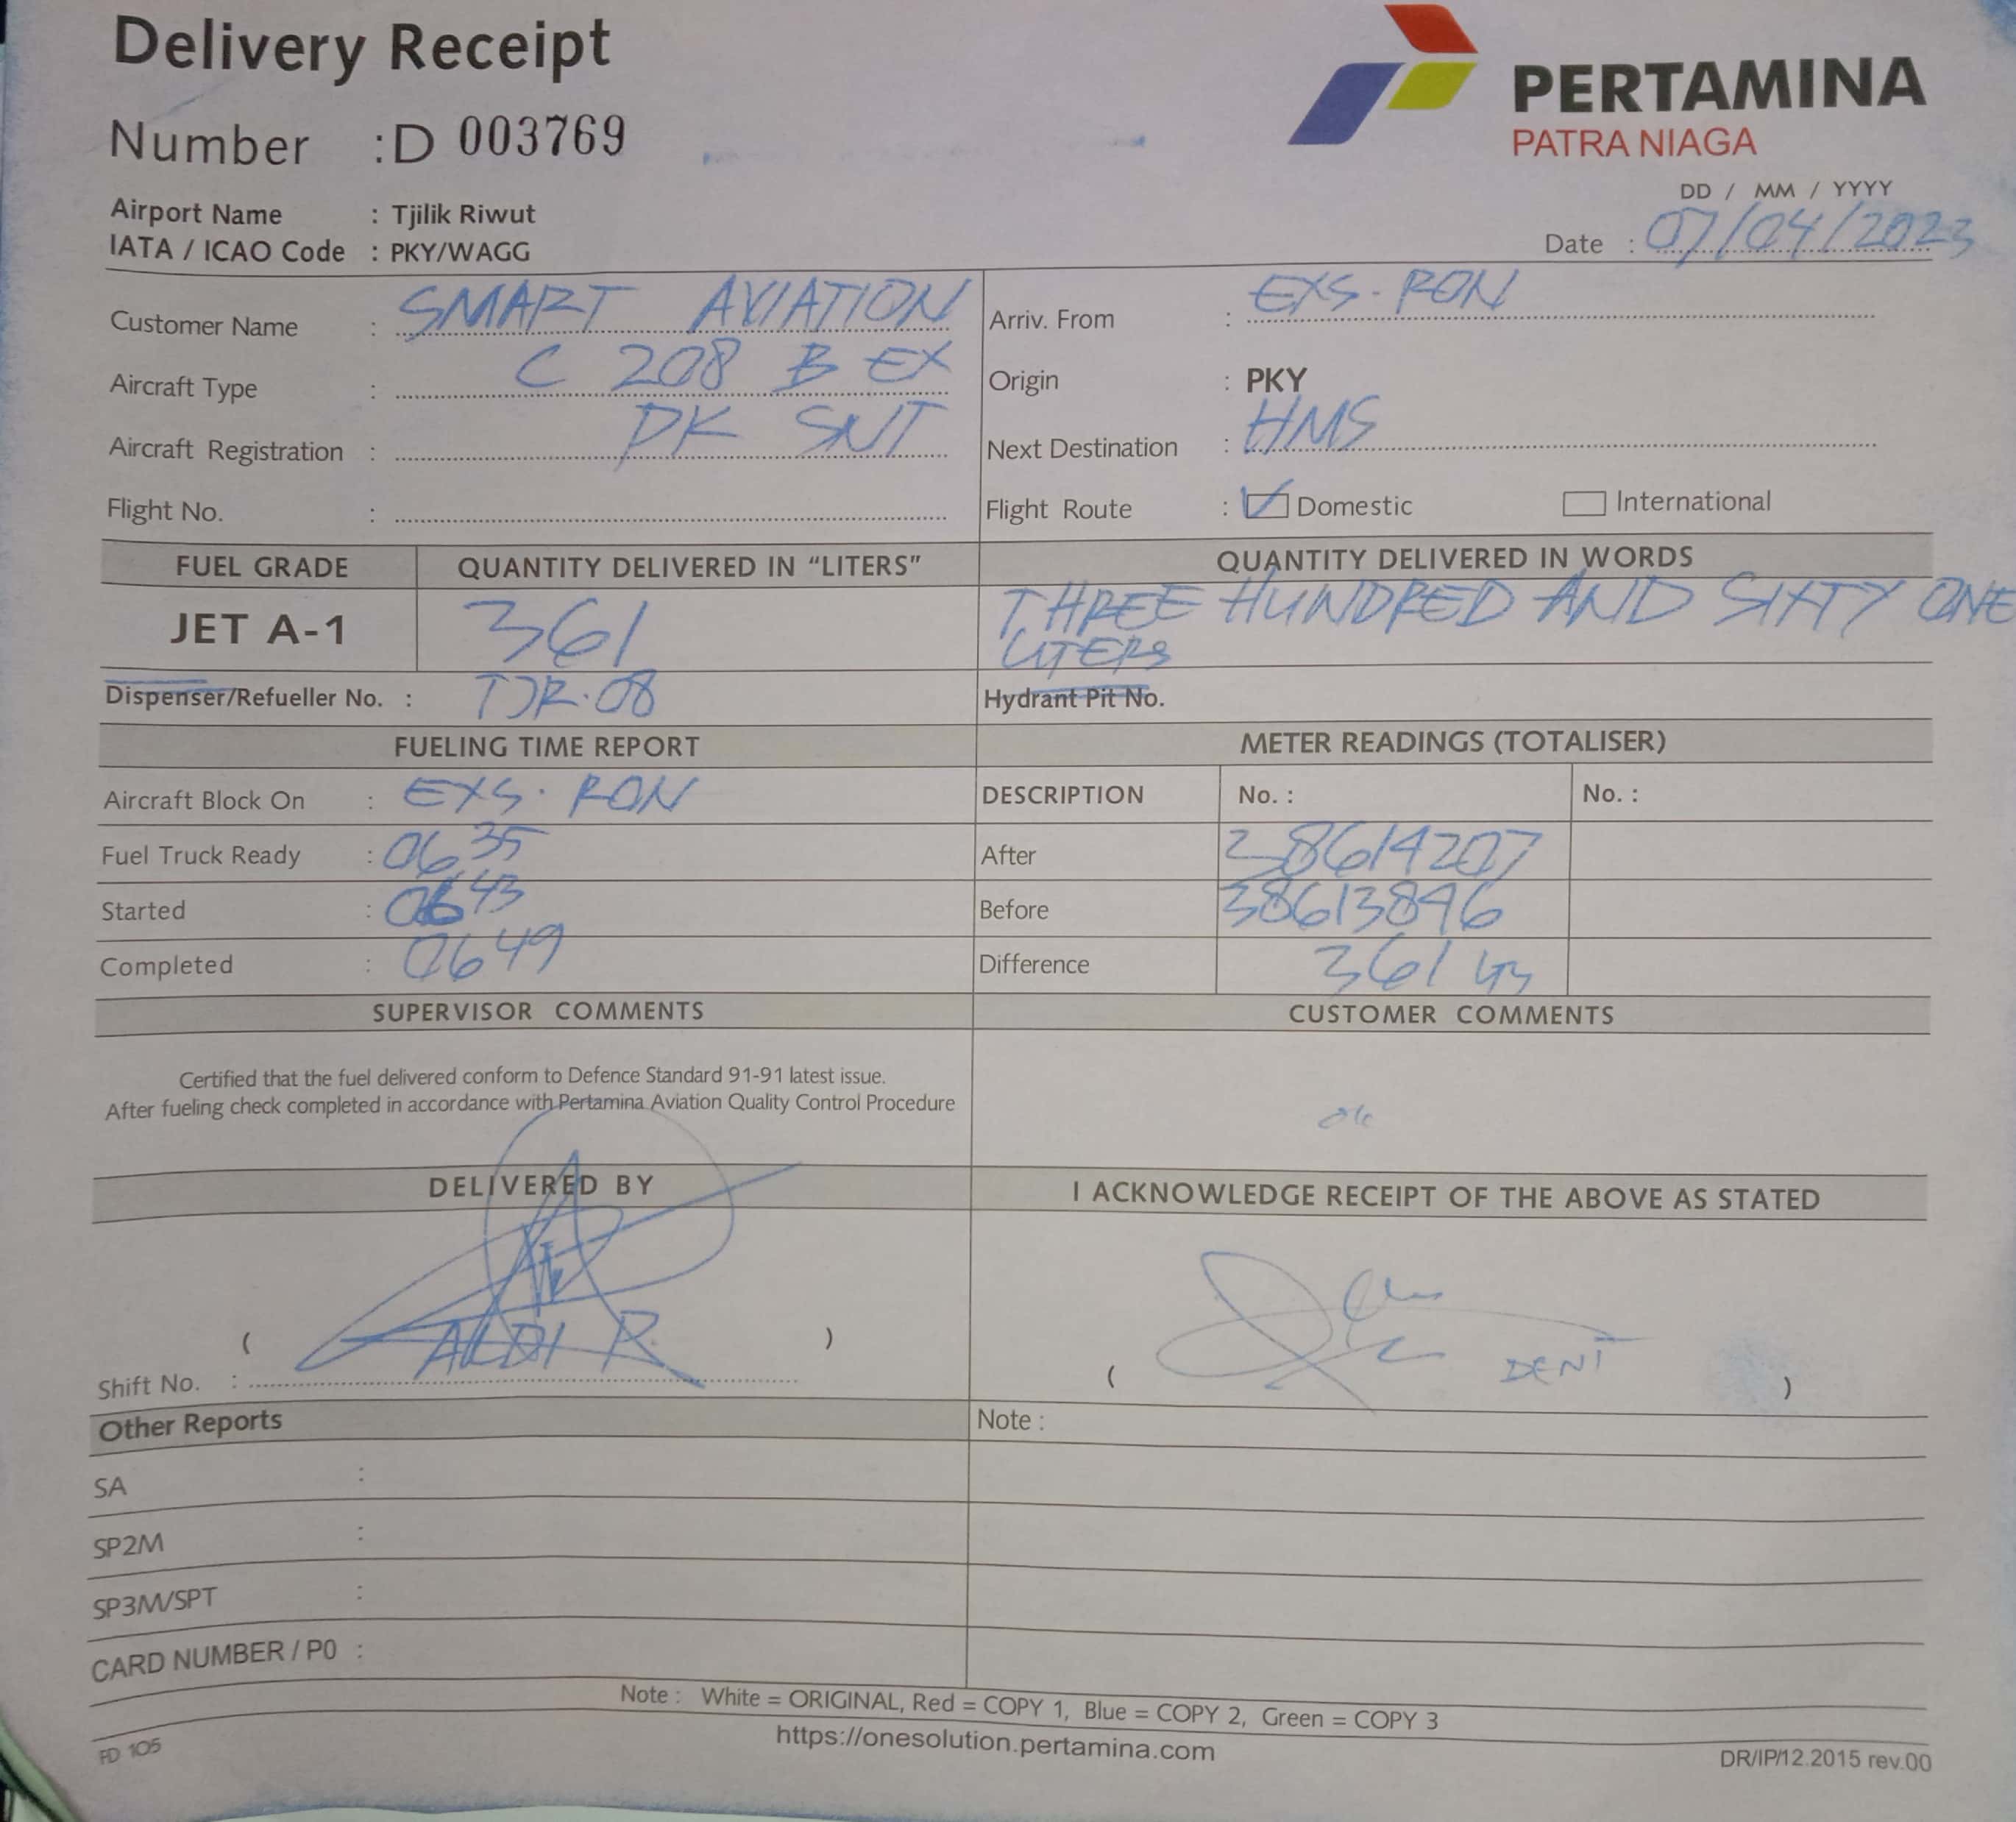 Delivery Receipt
PERTAMINA
PATRA NIAGA
Number : D 003769
DD / MM / YYYY
Airport Name : Tjilik Riwut
IATA / ICAO Code : PKY/WAGG
Date : 07/04/2023
Customer Name : SMART AVIATION
Arriv. From : EXS. RON
Aircraft Type : C 208 B EX
Origin : PKY
Aircraft Registration : PK SNT
Next Destination : HMS
Flight No. :
Flight Route : Domestic International
FUEL GRADE QUANTITY DELIVERED IN “LITERS” QUANTITY DELIVERED IN WORDS
JET A-1 361 THREE HUNDRED AND SIXTY ONE
LITERS
Dispenser/Refueller No. : TJR.08 Hydrant Pit No.
FUELING TIME REPORT METER READINGS (TOTALISER)
Aircraft Block On : EXS. RON DESCRIPTION No. : No. :
Fuel Truck Ready : 0635 After
Started : 0643 Before 38613896
Completed : 0649 Difference 361
SUPERVISOR COMMENTS CUSTOMER COMMENTS
Certified that the fuel delivered conform to Defence Standard 91-91 latest issue.
After fueling check completed in accordance with Pertamina Aviation Quality Control Procedure
DELIVERED BY I ACKNOWLEDGE RECEIPT OF THE ABOVE AS STATED
( ALDI R ) ( DENI )
Shift No. :
Other Reports Note :
SA :
SP2M :
SP3M/SPT :
CARD NUMBER / P0 :
Note : White = ORIGINAL, Red = COPY 1, Blue = COPY 2, Green = COPY 3
https://onesolution.pertamina.com
FD 105
DR/IP/12.2015 rev.00